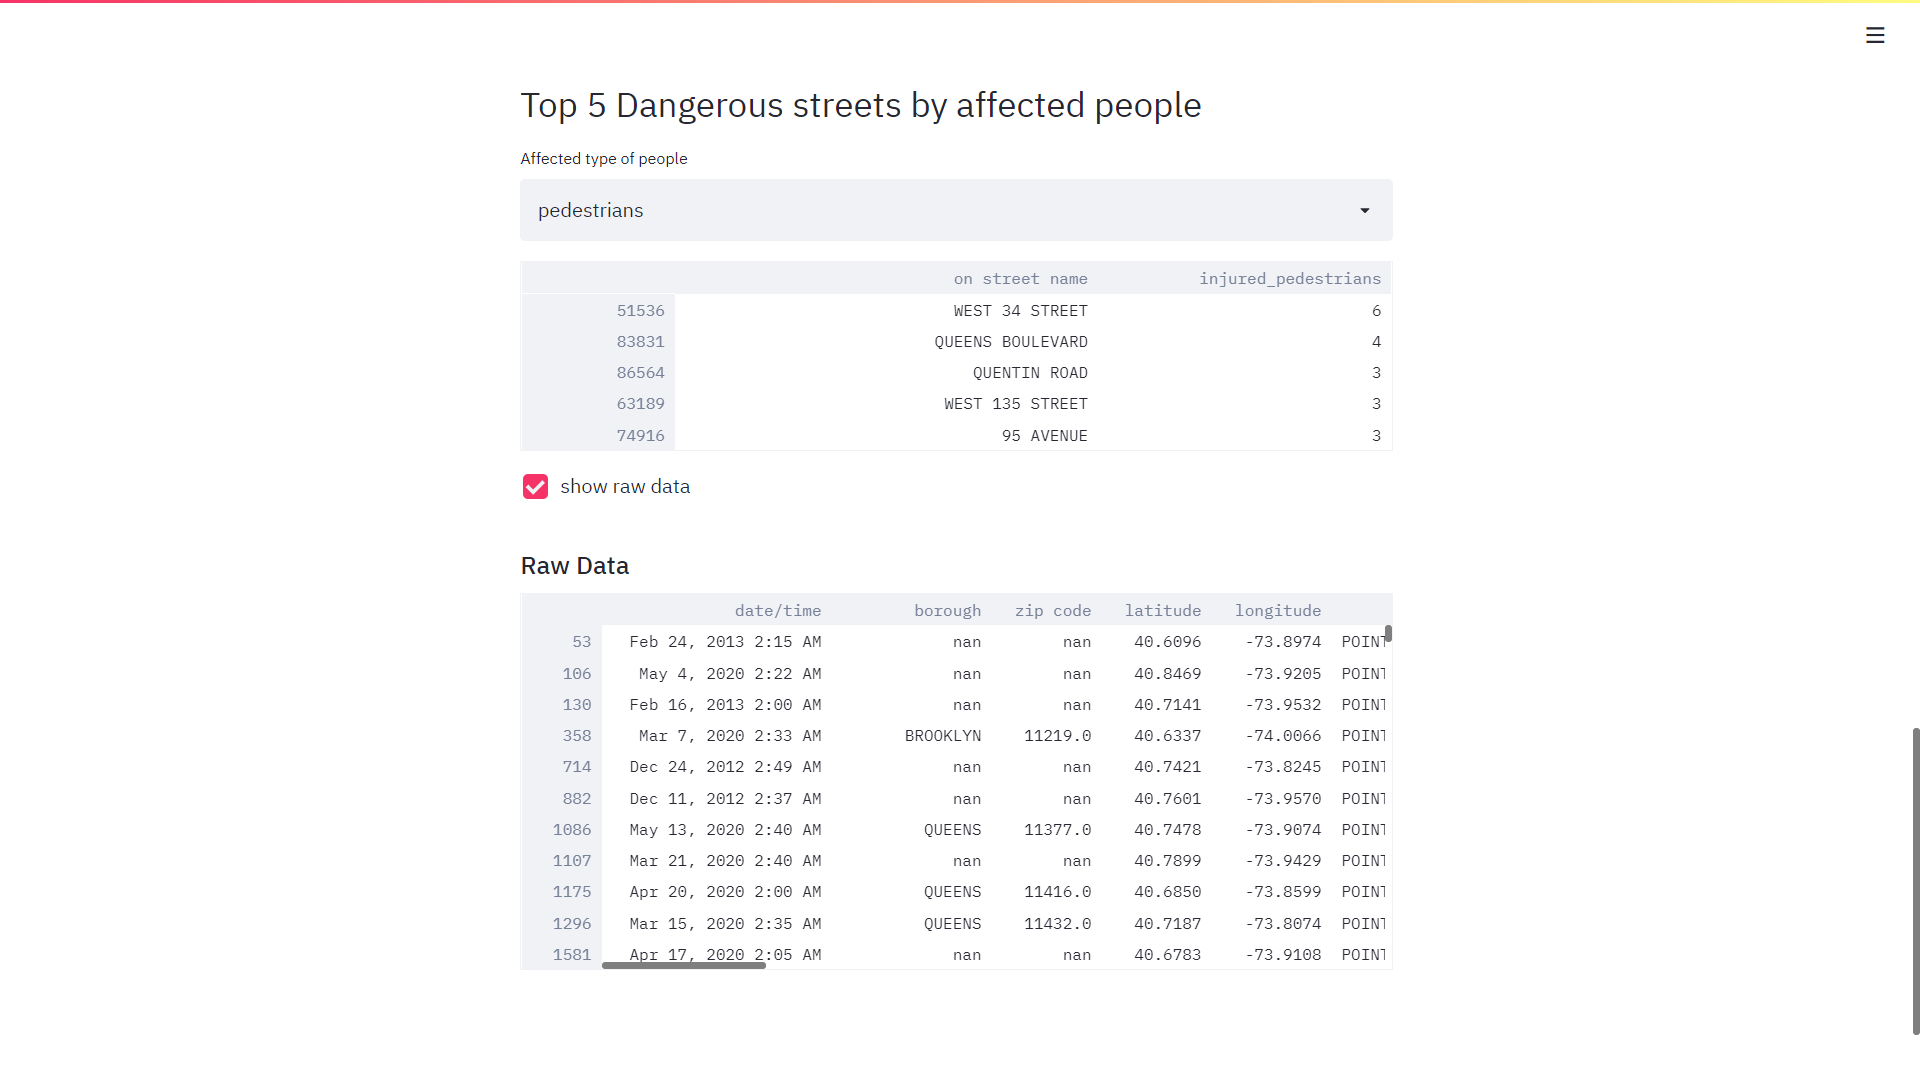 Top 5 Dangerous streets by affected people
Affected type of people
pedestrians
on street name injured_pedestrians
51536 WEST 34 STREET 6
83831 QUEENS BOULEVARD 4
86564 QUENTIN ROAD 3
63189 WEST 135 STREET 3
74916 95 AVENUE 3
show raw data
Raw Data
date/time borough zip code latitude longitude
53 Feb 24, 2013 2:15 AM nan nan 40.6096 -73.8974 POINT
106 May 4, 2020 2:22 AM nan nan 40.8469 -73.9205 POINT
130 Feb 16, 2013 2:00 AM nan nan 40.7141 -73.9532 POINT
358 Mar 7, 2020 2:33 AM BROOKLYN 11219.0 40.6337 -74.0066 POINT
714 Dec 24, 2012 2:49 AM nan nan 40.7421 -73.8245 POINT
882 Dec 11, 2012 2:37 AM nan nan 40.7601 -73.9570 POINT
1086 May 13, 2020 2:40 AM QUEENS 11377.0 40.7478 -73.9074 POINT
1107 Mar 21, 2020 2:40 AM nan nan 40.7899 -73.9429 POINT
1175 Apr 20, 2020 2:00 AM QUEENS 11416.0 40.6850 -73.8599 POINT
1296 Mar 15, 2020 2:35 AM QUEENS 11432.0 40.7187 -73.8074 POINT
1581 Apr 17, 2020 2:05 AM nan nan 40.6783 -73.9108 POINT